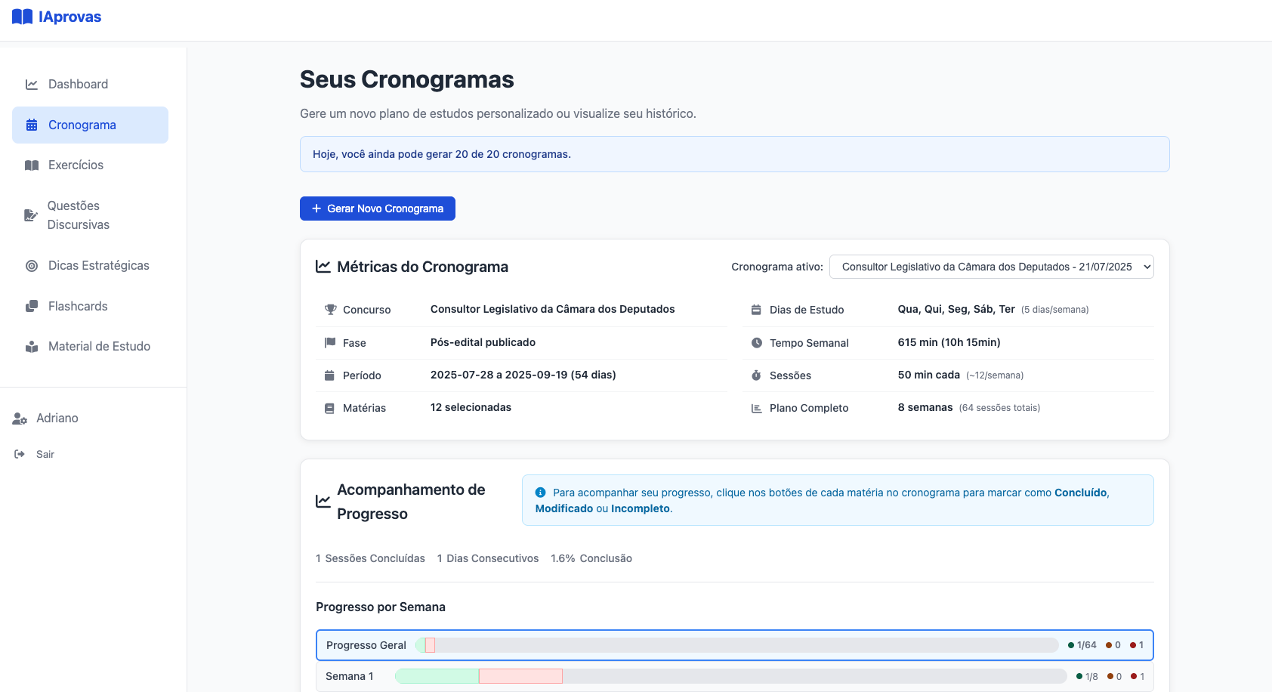 IAprovas
Dashboard
Cronograma
Exercícios
Questões
Discursivas
Dicas Estratégicas
Flashcards
Material de Estudo
Adriano
Sair
Seus Cronogramas
Gere um novo plano de estudos personalizado ou visualize seu histórico.
Hoje, você ainda pode gerar 20 de 20 cronogramas.
+ Gerar Novo Cronograma
Métricas do Cronograma
Cronograma ativo: Consultor Legislativo da Câmara dos Deputados - 21/07/2025
Concurso Consultor Legislativo da Câmara dos Deputados
Fase Pós-edital publicado
Período 2025-07-28 a 2025-09-19 (54 dias)
Matérias 12 selecionadas
Dias de Estudo Qua, Qui, Seg, Sáb, Ter (5 dias/semana)
Tempo Semanal 615 min (10h 15min)
Sessões 50 min cada (~12/semana)
Plano Completo 8 semanas (64 sessões totais)
Acompanhamento de
Progresso
Para acompanhar seu progresso, clique nos botões de cada matéria no cronograma para marcar como Concluído,
Modificado ou Incompleto.
1 Sessões Concluídas 1 Dias Consecutivos 1.6% Conclusão
Progresso por Semana
Progresso Geral 1/64 0 1
Semana 1 1/8 0 1